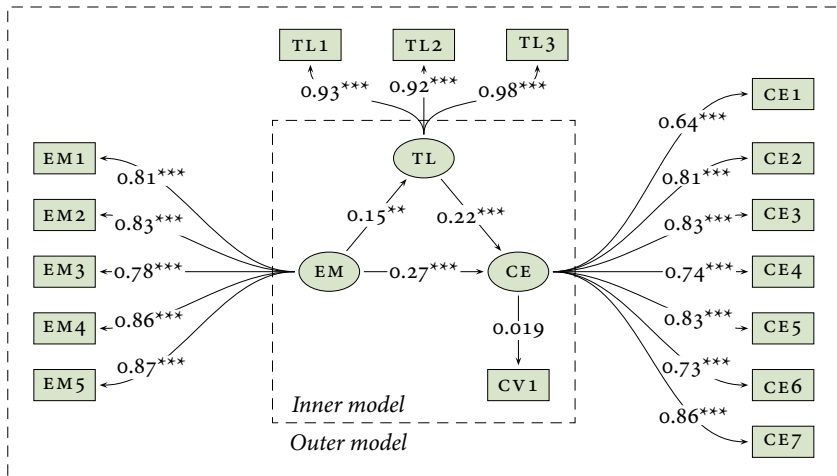 TL1 TL2 TL3
0.93*** 0.92*** 0.98***
CE1
0.64***
EM1 TL CE2
0.81*** 0.81***
EM2 0.15** 0.22*** CE3
0.83*** 0.83***
EM3 EM 0.27*** CE CE4
0.78*** 0.74***
EM4 0.019 CE5
0.86*** 0.83***
EM5 CV1 CE6
0.87*** 0.73***
Inner model
0.86***
Outer model CE7